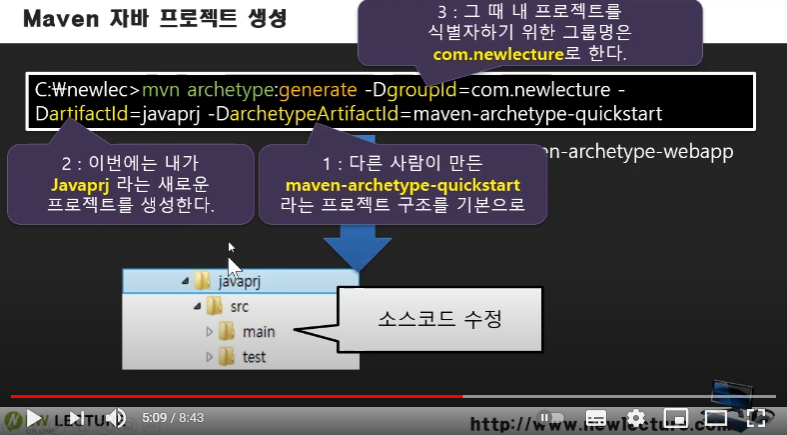 Maven 자바 프로젝트 생성
3 : 그 때 내 프로젝트를
식별자하기 위한 그룹명은
com.newlecture로 한다.
C:₩newlec>mvn archetype:generate -DgroupId=com.newlecture -
DartifactId=javaprj -DarchetypeArtifactId=maven-archetype-quickstart
en-archetype-webapp
2 : 이번에는 내가
Javaprj 라는 새로운
프로젝트를 생성한다.
1 : 다른 사람이 만든
maven-archetype-quickstart
라는 프로젝트 구조를 기본으로
javaprj
src
main
test
소스코드 수정
5:09 / 8:43
LECTURE
http://www.newlecture.com